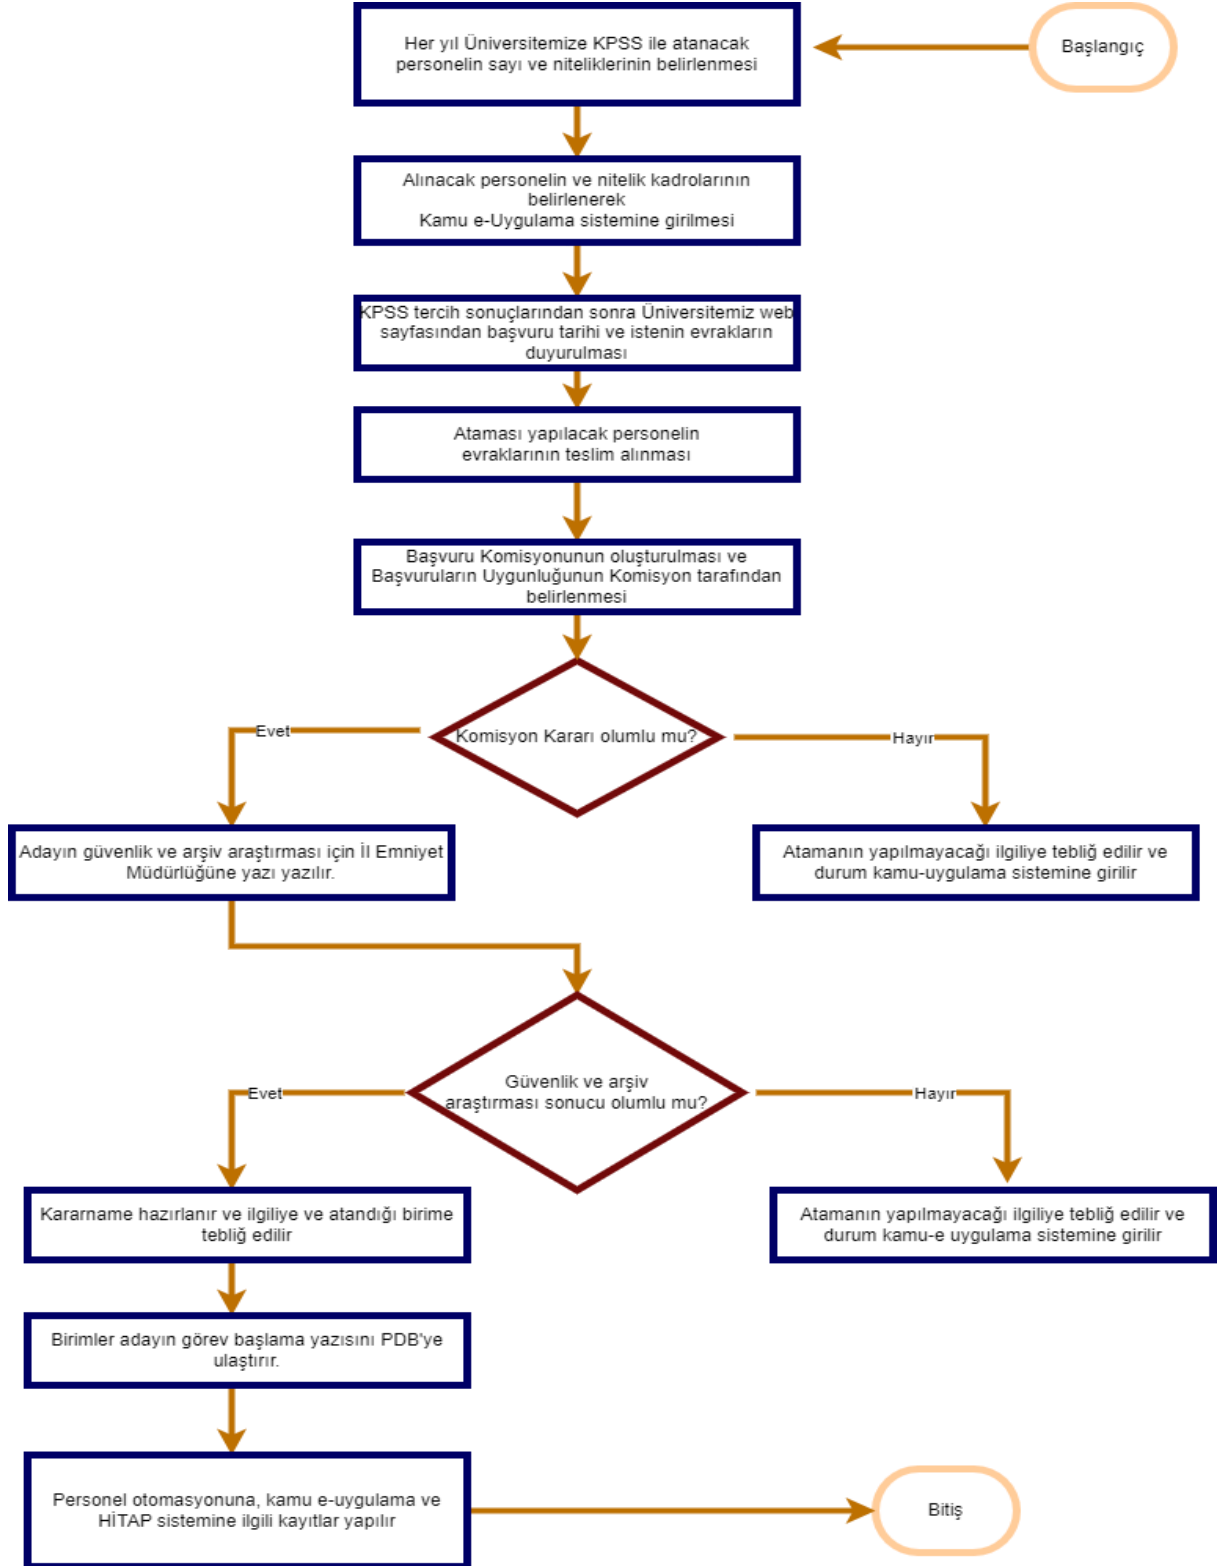 Başlangıç
Her yıl Üniversitemize KPSS ile atanacak
personelin sayı ve niteliklerinin belirlenmesi
Alınacak personelin ve nitelik kadrolarının
belirlenerek
Kamu e-Uygulama sistemine girilmesi
KPSS tercih sonuçlarından sonra Üniversitemiz web
sayfasından başvuru tarihi ve istenin evrakların
duyurulması
Ataması yapılacak personelin
evraklarının teslim alınması
Başvuru Komisyonunun oluşturulması ve
Başvuruların Uygunluğunun Komisyon tarafından
belirlenmesi
Komisyon Kararı olumlu mu?
Evet
Hayır
Adayın güvenlik ve arşiv araştırması için İl Emniyet
Müdürlüğüne yazı yazılır.
Atamanın yapılmayacağı ilgiliye tebliğ edilir ve
durum kamu-uygulama sistemine girilir
Güvenlik ve arşiv
araştırması sonucu olumlu mu?
Evet
Hayır
Kararname hazırlanır ve ilgiliye ve atandığı birime
tebliğ edilir
Atamanın yapılmayacağı ilgiliye tebliğ edilir ve
durum kamu-e uygulama sistemine girilir
Birimler adayın görev başlama yazısını PDB'ye
ulaştırır.
Personel otomasyonuna, kamu e-uygulama ve
HİTAP sistemine ilgili kayıtlar yapılır
Bitiş